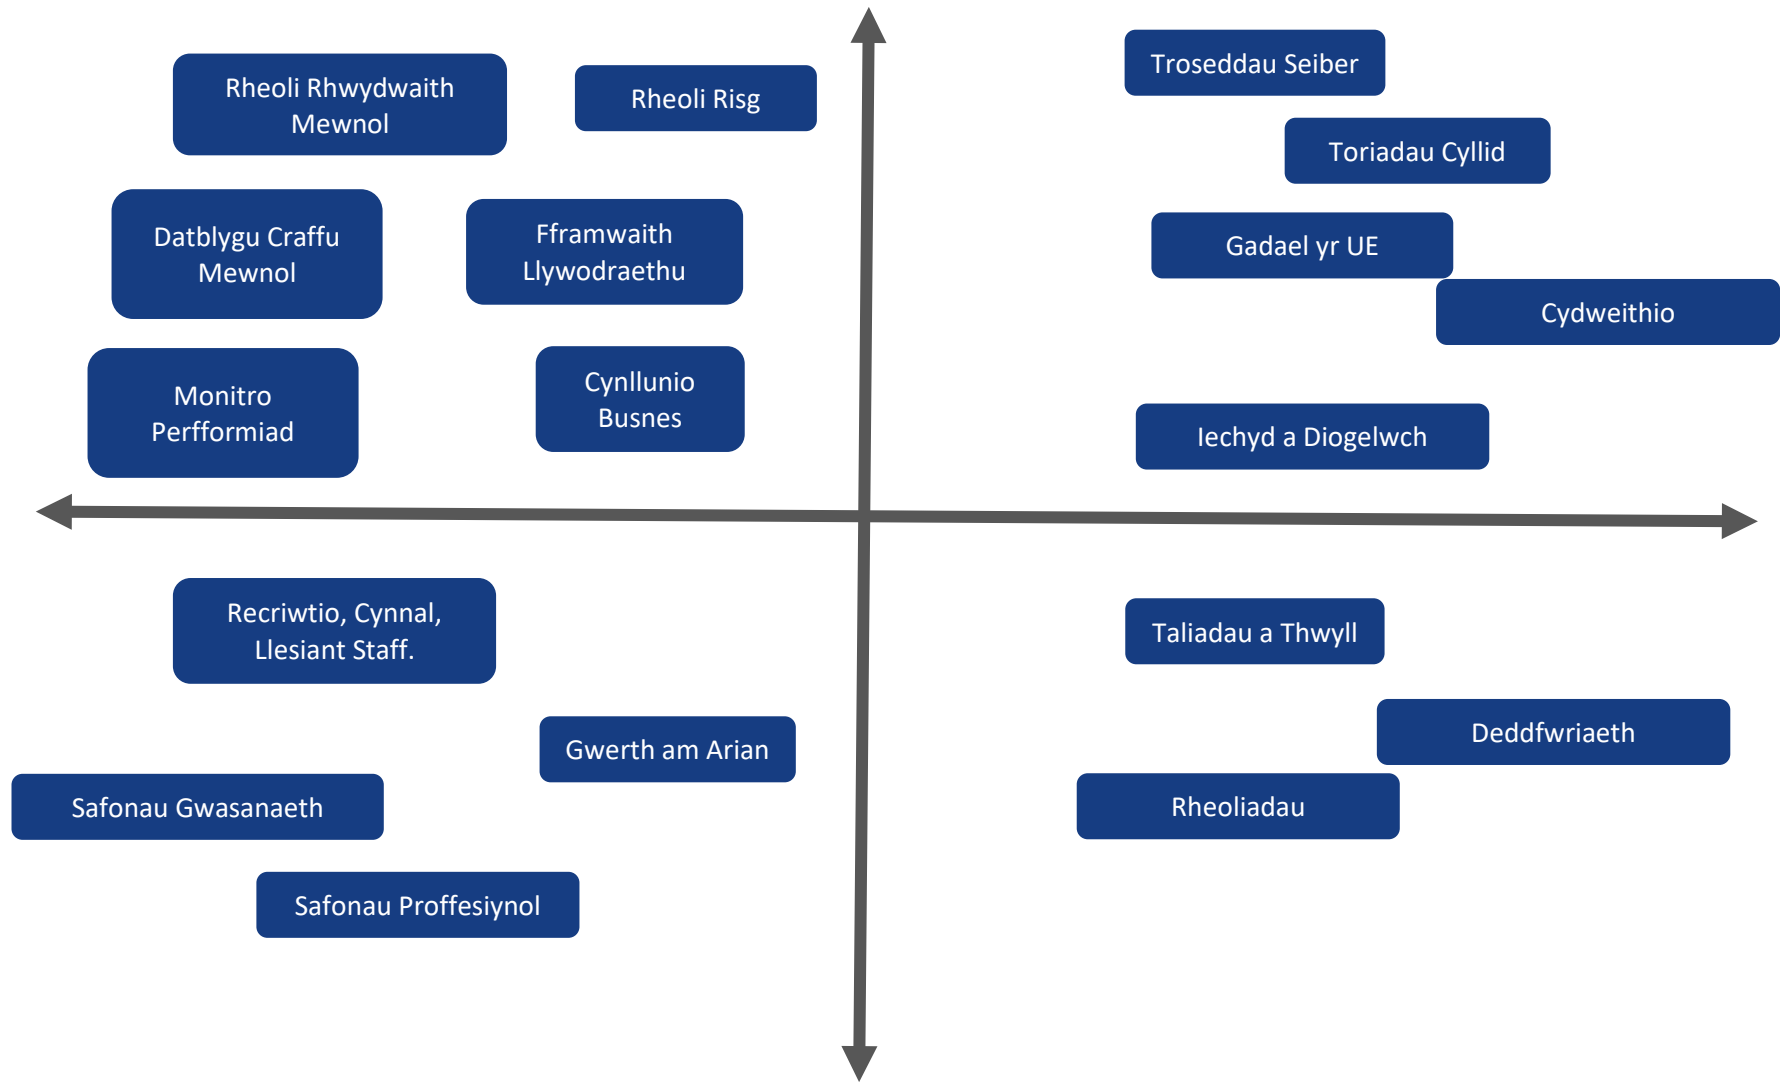 Rheoli Rhwydwaith
Mewnol
Rheoli Risg
Datblygu Craffu
Mewnol
Fframwaith
Llywodraethu
Monitro
Perfformiad
Cynllunio
Busnes
Troseddau Seiber
Toriadau Cyllid
Gadael yr UE
Cydweithio
Iechyd a Diogelwch
Recriwtio, Cynnal,
Llesiant Staff.
Gwerth am Arian
Safonau Gwasanaeth
Safonau Proffesiynol
Taliadau a Thwyll
Deddfwriaeth
Rheoliadau